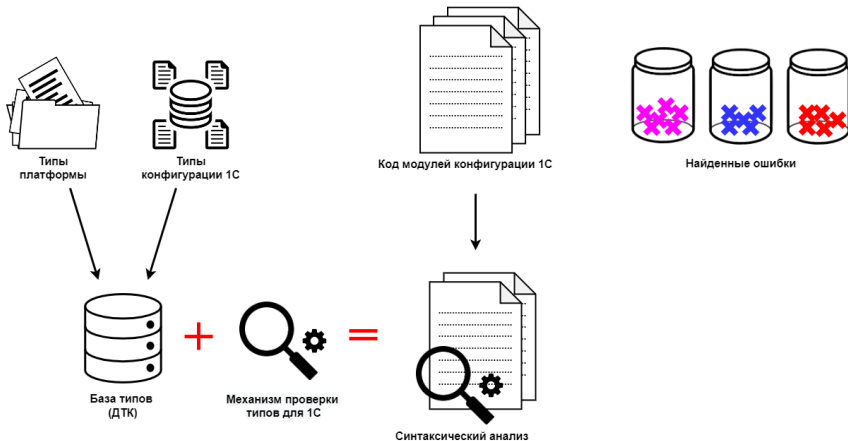 Типы
платформы
Типы
конфигурации 1С
Код модулей конфигурации 1С
Найденные ошибки
База типов
(ДТК)
Механизм проверки
типов для 1С
Синтаксический анализ